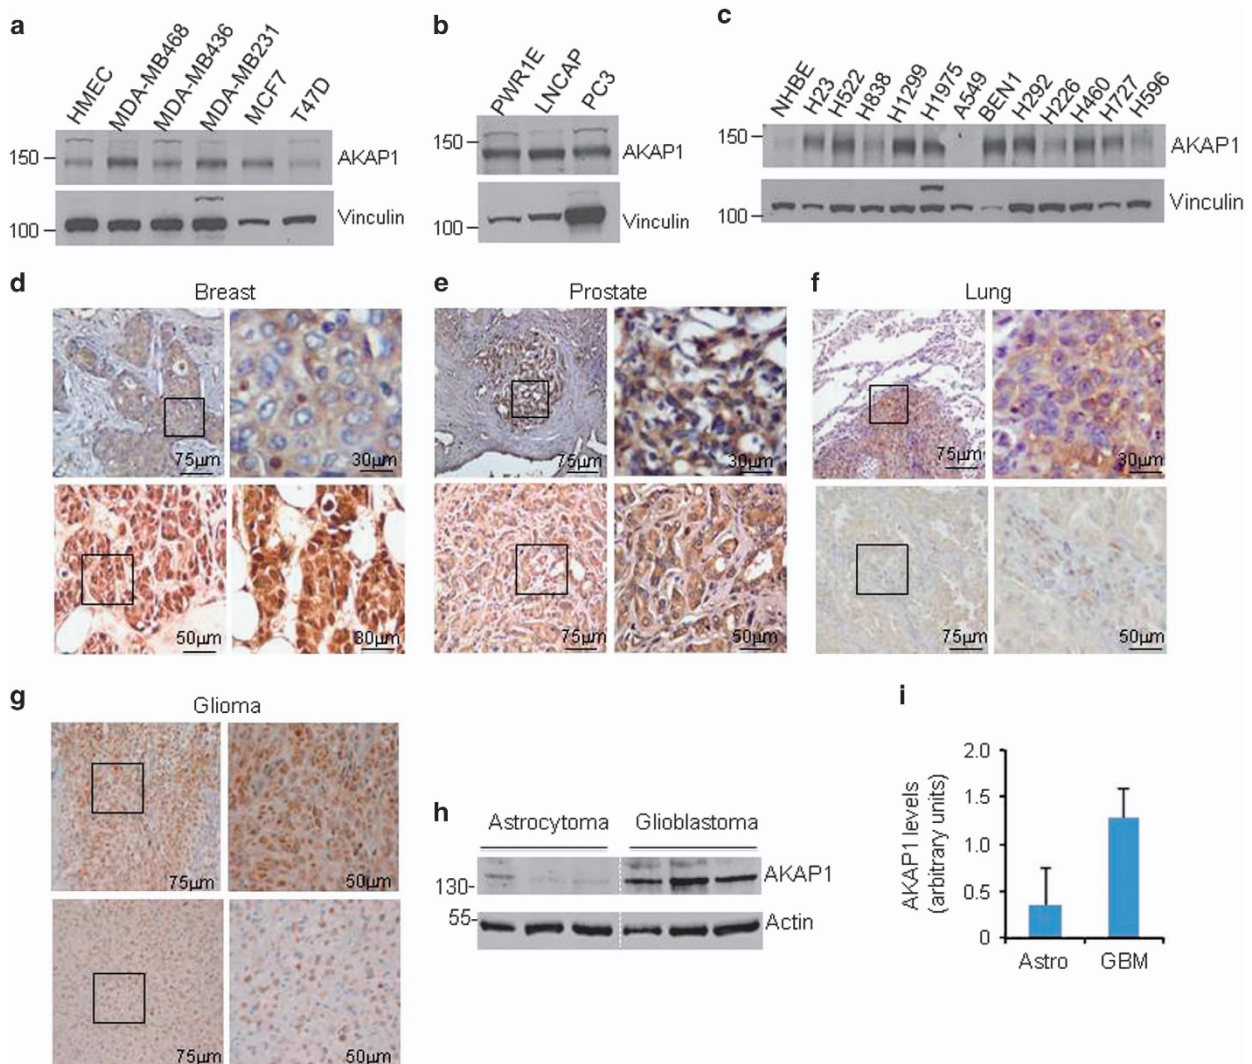 a
HMEC
MDA-MB468
MDA-MB436
MDA-MB231
MCF7
T47D
150
AKAP1
100
Vinculin
b
PWR1E
LNCAP
PC3
150
AKAP1
100
Vinculin
c
NHBE
H23
H522
H838
H1299
H1975
A549
BEN1
H292
H226
H460
H727
H596
150
AKAP1
100
Vinculin
d
Breast
75μm
30μm
50μm
30μm
e
Prostate
75μm
30μm
75μm
50μm
f
Lung
75μm
30μm
75μm
50μm
g
Glioma
75μm
50μm
75μm
50μm
h
Astrocytoma Glioblastoma
130-
AKAP1
55-
Actin
i
AKAP1 levels
(arbitrary units)
2.0
1.5
1.0
0.5
0
Astro GBM